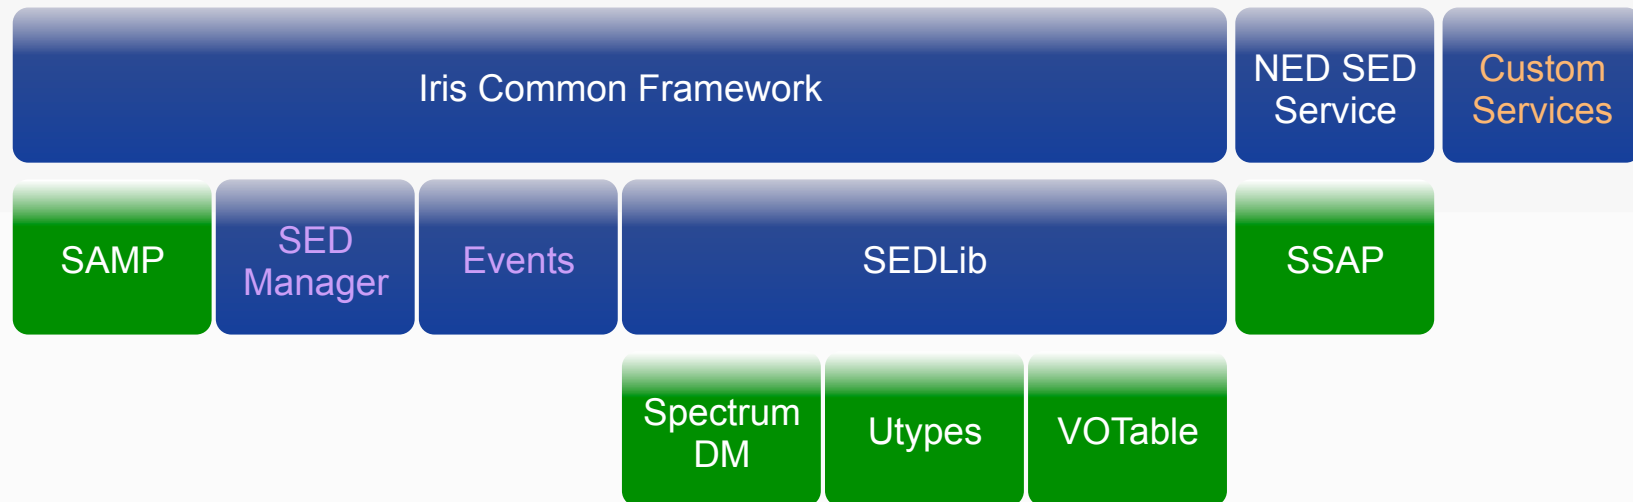 Iris Common Framework
NED SED
Service
Custom
Services
SAMP
SED
Manager
Events
SEDLib
SSAP
Spectrum
DM
Utypes
VOTable